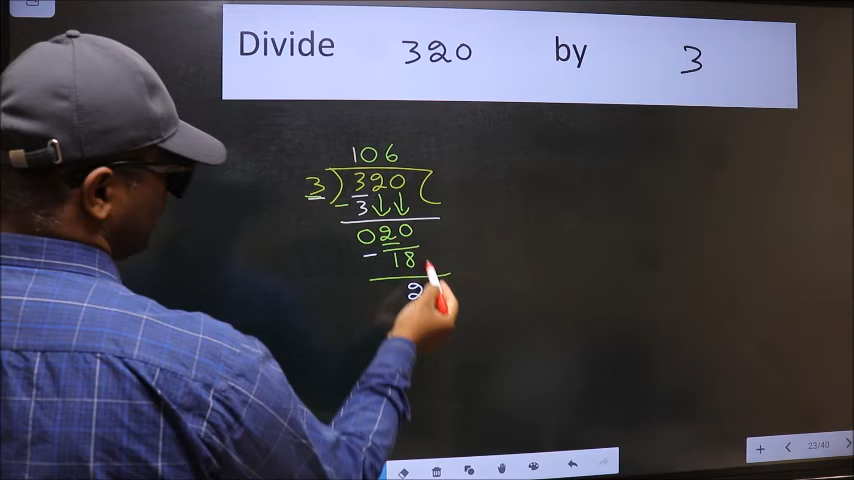 Divide 320 by 3
106
3 ) 320 (
- 3 ↓↓
020
- 18
2
23/40